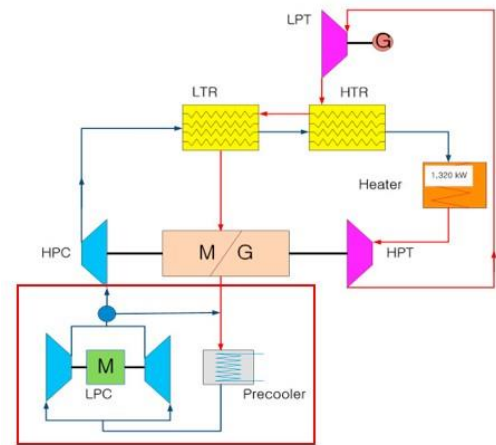 LPT
G
LTR
HTR
1,320 kW
Heater
HPC
M
G
HPT
M
LPC
Precooler